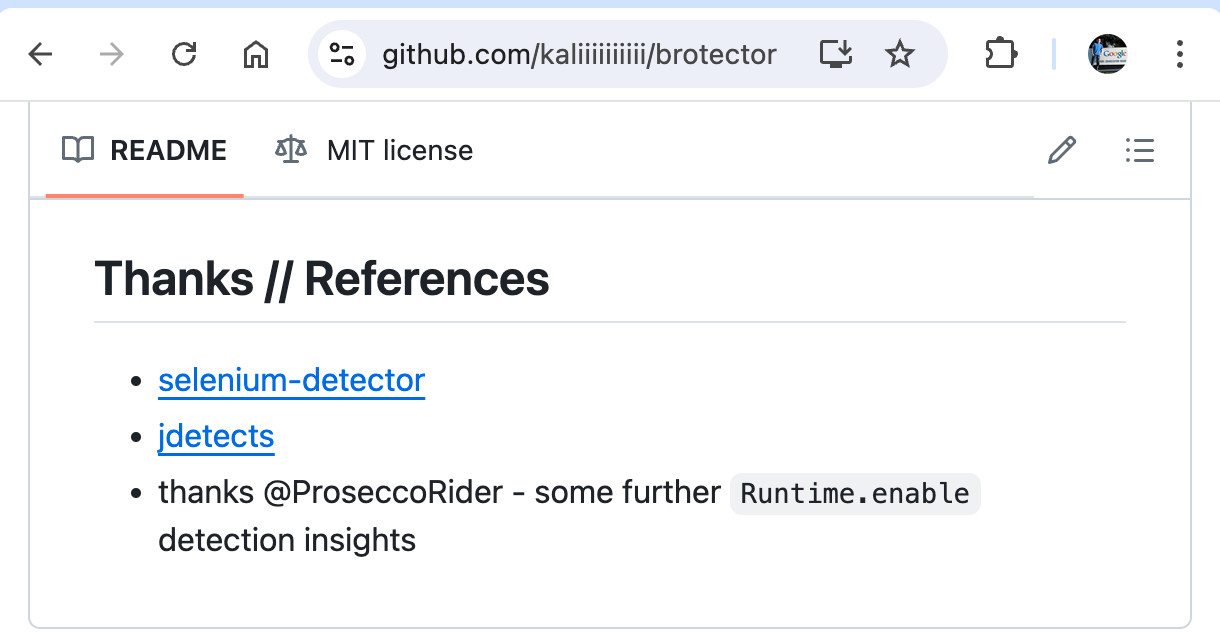 github.com/kaliiiiiiiiii/brotector
README
MIT license
Thanks // References
selenium-detector
jdetects
thanks @ProseccoRider - some further Runtime.enable
detection insights